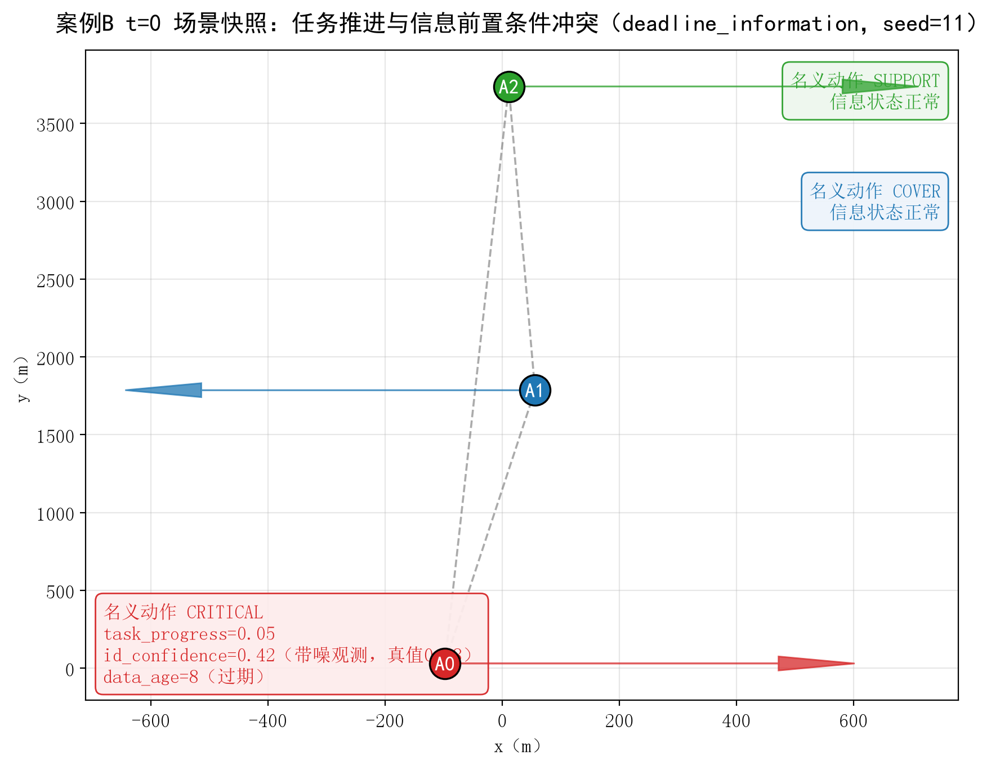 案例B t=0 场景快照：任务推进与信息前置条件冲突（deadline_information, seed=11）
A2
名义动作 SUPPORT
信息状态正常
3500
名义动作 COVER
信息状态正常
3000
2500
2000
y（m）
A1
1500
1000
500
名义动作 CRITICAL
task_progress=0.05
id_confidence=0.42（带噪观测，真值
data_age=8（过期）
A0
0
-600
-400
-200
0
200
400
600
x（m）